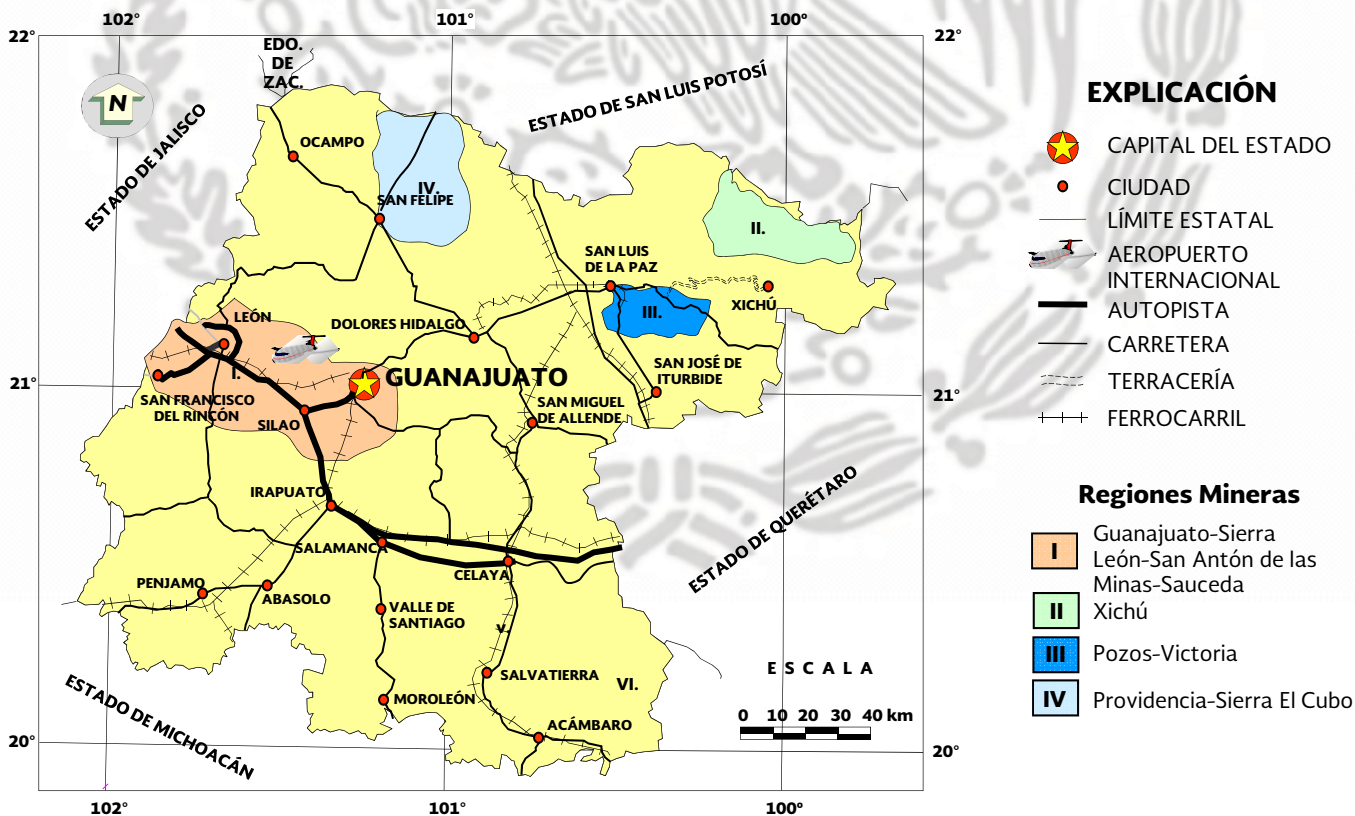 102°
101°
100°
22°
22°
EDO.
DE
ZAC.
N
ESTADO DE JALISCO
ESTADO DE SAN LUIS POTOSÍ
OCAMPO
IV.
SAN FELIPE
II.
SAN LUIS
DE LA PAZ
XICHÚ
III.
LEÓN
DOLORES HIDALGO
I.
SAN JOSÉ DE
ITURBIDE
21°
21°
GUANAJUATO
SAN FRANCISCO
DEL RINCÓN
SILAO
SAN MIGUEL
DE ALLENDE
IRAPUATO
SALAMANCA
CELAYA
ESTADO DE QUERÉTARO
PENJAMO
ABASOLO
VALLE DE
SANTIAGO
V.
SALVATIERRA
VI.
MOROLEÓN
ACÁMBARO
ESTADO DE MICHOACÁN
ESCALA
0 10 20 30 40 km
20°
20°
102°
101°
100°
EXPLICACIÓN
CAPITAL DEL ESTADO
CIUDAD
LÍMITE ESTATAL
AEROPUERTO
INTERNACIONAL
AUTOPISTA
CARRETERA
TERRACERÍA
FERROCARRIL
Regiones Mineras
I Guanajuato-Sierra
León-San Antón de las
Minas-Sauceda
II Xichú
III Pozos-Victoria
IV Providencia-Sierra El Cubo